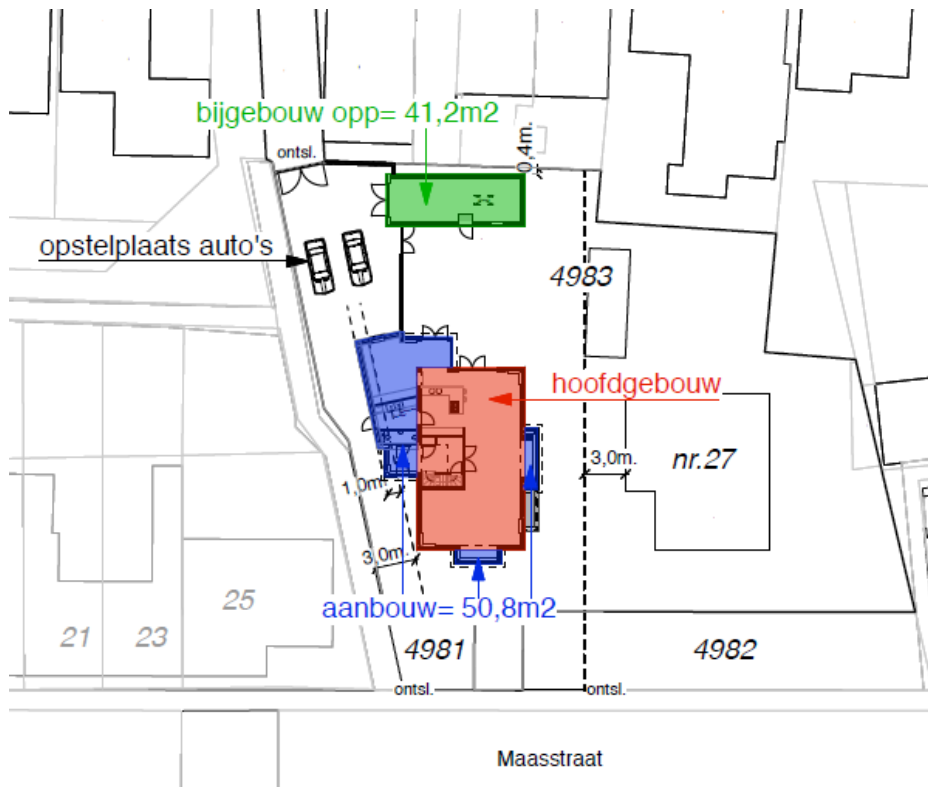 bijgebouw opp= 41,2m2
0,4m.
ontsl.
opstelplaats auto's
4983
hoofdgebouw
3,0m.
nr.27
1,0m.
3,0m.
aanbouw= 50,8m2
25
21
23
4981
4982
ontsl.
ontsl.
Maasstraat